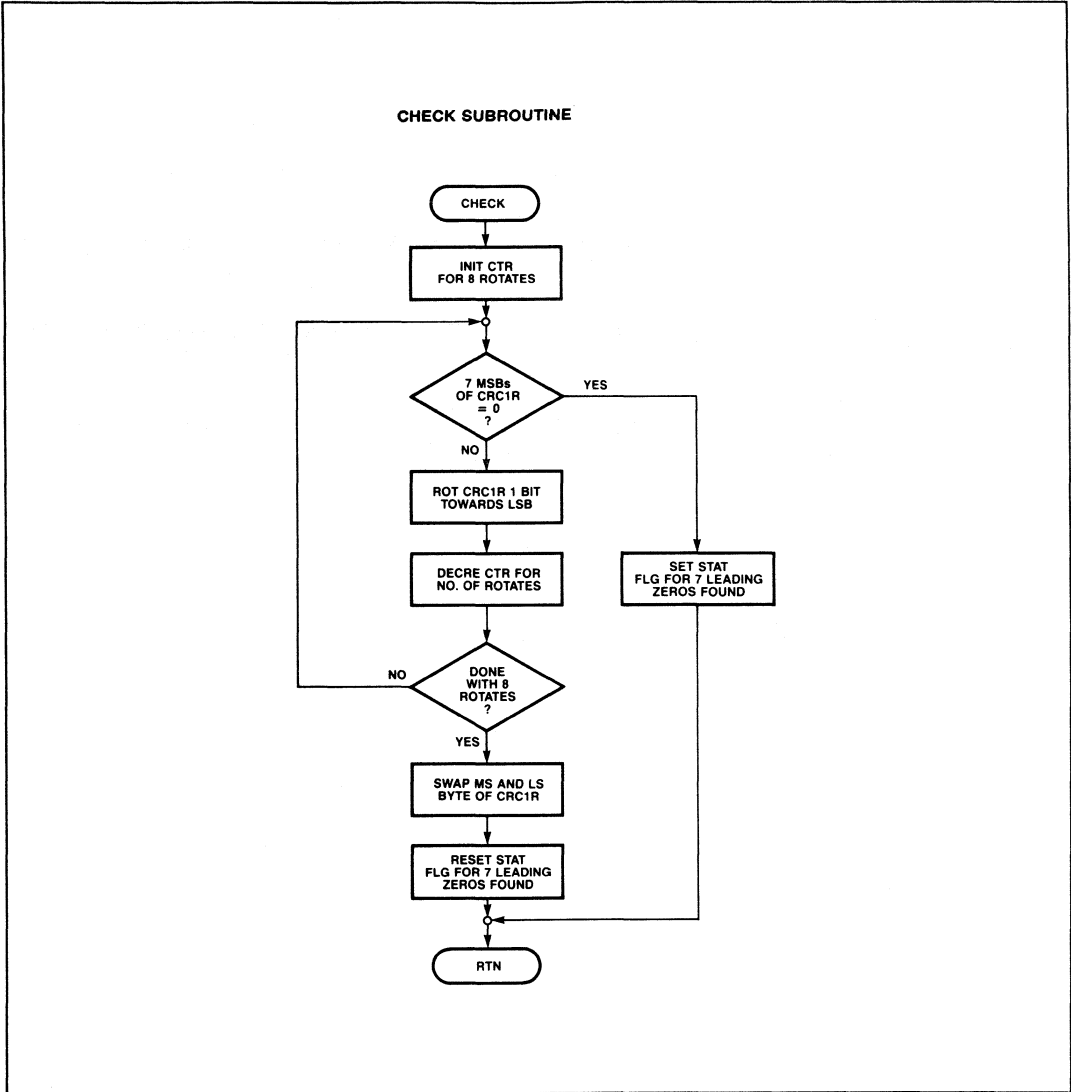 CHECK SUBROUTINE
CHECK
INIT CTR
FOR 8 ROTATES
7 MSBs
OF CRC1R
= 0
?
YES
NO
ROT CRC1R 1 BIT
TOWARDS LSB
DECRE CTR FOR
NO. OF ROTATES
SET STAT
FLG FOR 7 LEADING
ZEROS FOUND
NO
DONE
WITH 8
ROTATES
?
YES
SWAP MS AND LS
BYTE OF CRC1R
RESET STAT
FLG FOR 7 LEADING
ZEROS FOUND
RTN